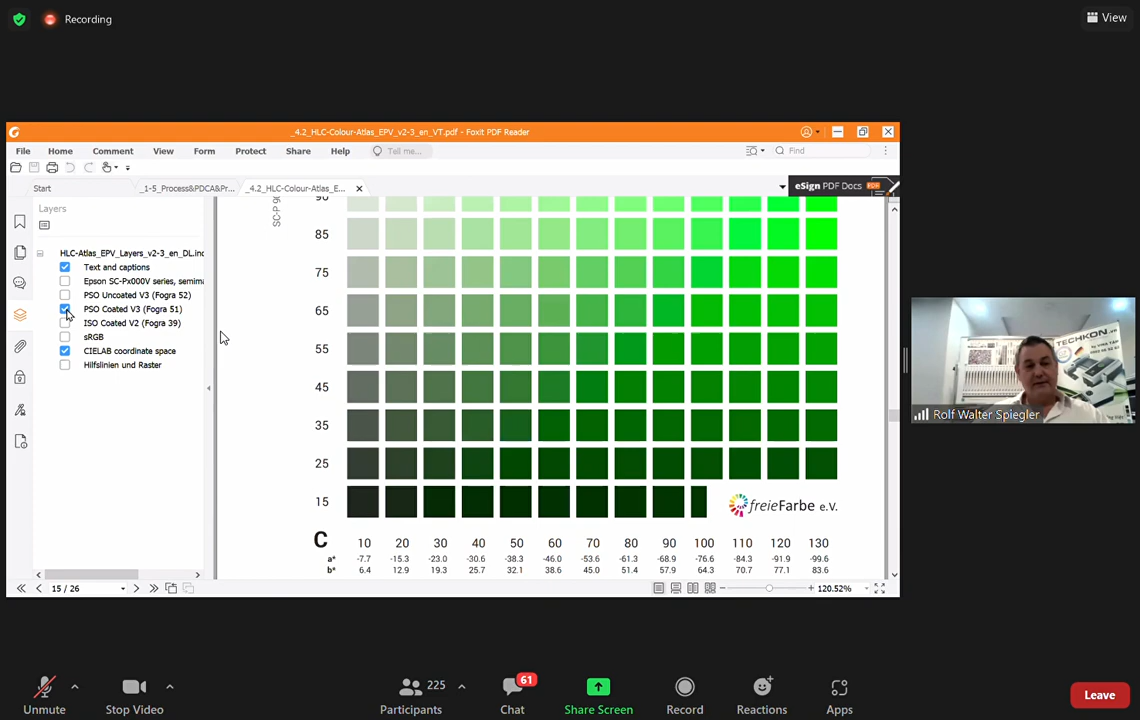 Recording
View
_4.2_HLC-Colour-Atlas_EPV_v2-3_en_VT.pdf - Foxit PDF Reader
File Home Comment View Form Protect Share Help Tell me... Find
Start _1-5_Process&PDCA&Pr... _4.2_HLC-Colour-Atlas_E... eSign PDF Docs
Layers
HLC-Atlas_EPV_Layers_v2-3_en_DL.inc
Text and captions
Epson SC-Px000V series, semima
PSO Uncoated V3 (Fogra 52)
PSO Coated V3 (Fogra 51)
ISO Coated V2 (Fogra 39)
sRGB
CIELAB coordinate space
Hilfslinien und Raster
SC-P 90
90
85
75
65
55
45
35
25
15
freieFarbe e.V.
C 10 20 30 40 50 60 70 80 90 100 110 120 130
a* -7.7 -15.3 -23.0 -30.6 -38.3 -46.0 -53.6 -61.3 -68.9 -76.6 -84.3 -91.9 -99.6
b* 6.4 12.9 19.3 25.7 32.1 38.6 45.0 51.4 57.9 64.3 70.7 77.1 83.6
15 / 26 120.52%
TECHKON
Rolf Walter Spiegler
Unmute Stop Video Participants 225 Chat 61 Share Screen Record Reactions Apps Leave